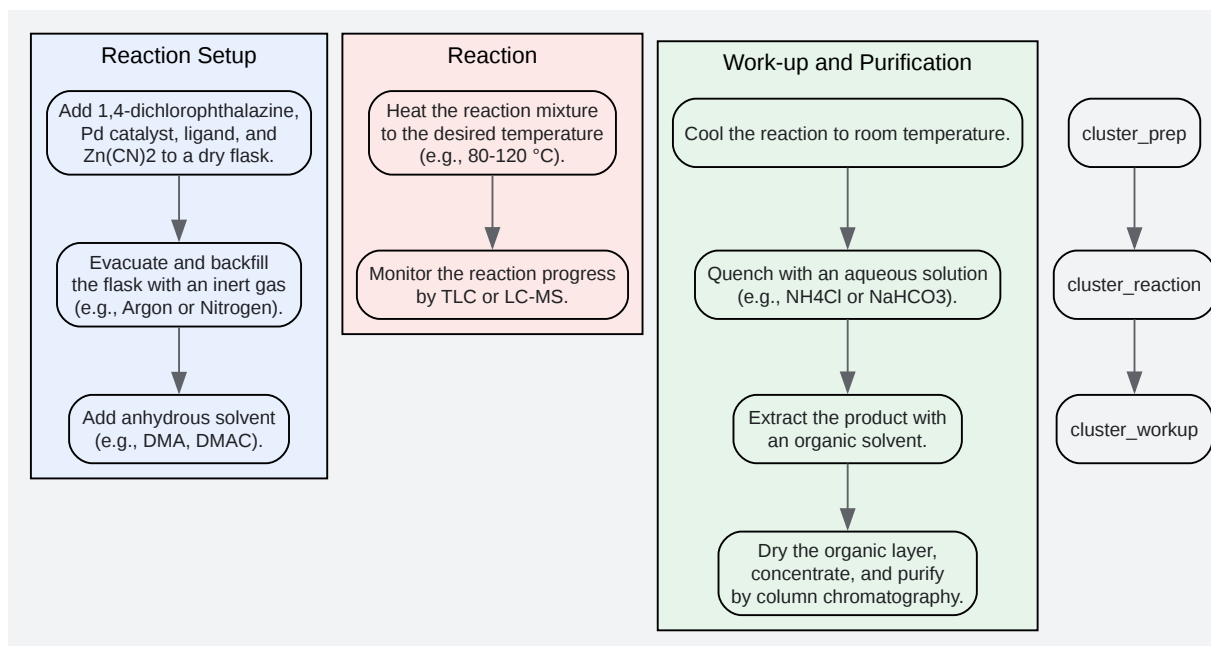 Reaction Setup
Add 1,4-dichlorophthalazine,
Pd catalyst, ligand, and
Zn(CN)2 to a dry flask.
Evacuate and backfill
the flask with an inert gas
(e.g., Argon or Nitrogen).
Add anhydrous solvent
(e.g., DMA, DMAC).
Reaction
Heat the reaction mixture
to the desired temperature
(e.g., 80-120 °C).
Monitor the reaction progress
by TLC or LC-MS.
Work-up and Purification
Cool the reaction to room temperature.
Quench with an aqueous solution
(e.g., NH4Cl or NaHCO3).
Extract the product with
an organic solvent.
Dry the organic layer,
concentrate, and purify
by column chromatography.
cluster_prep
cluster_reaction
cluster_workup